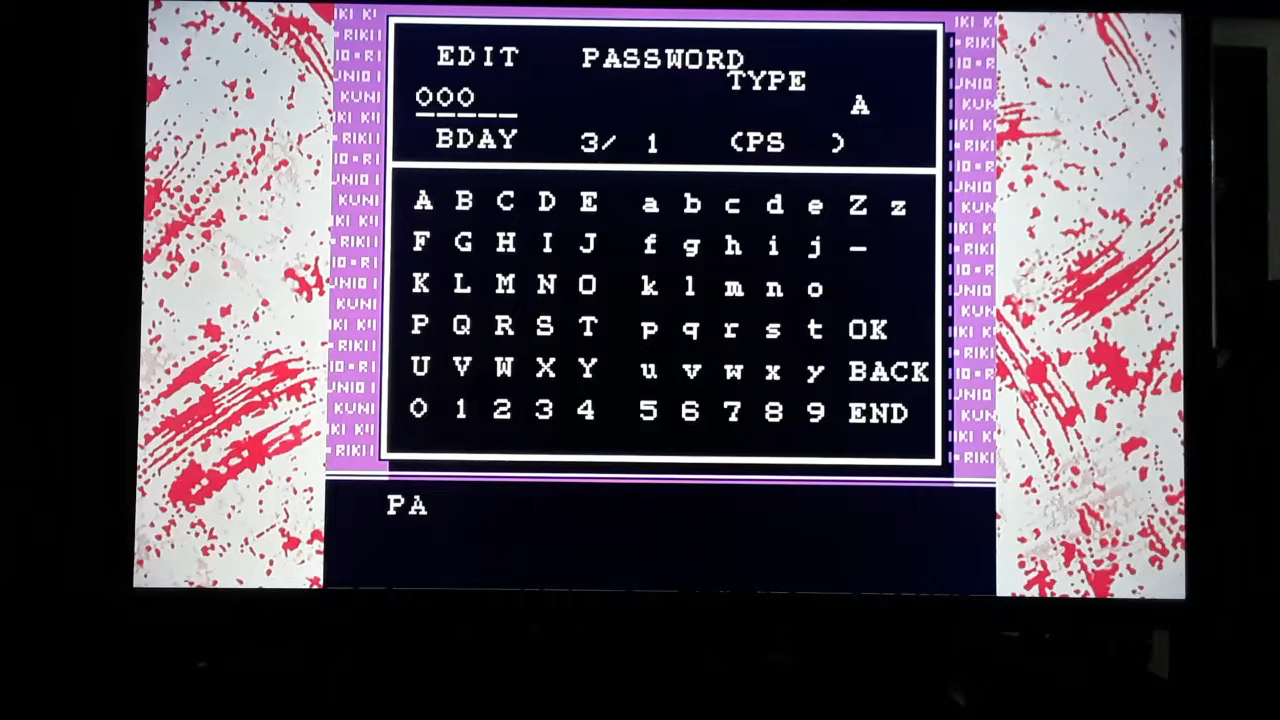 EDIT PASSWORD
TYPE
000 A
BDAY 3/ 1 (PS )
A B C D E a b c d e Z z
F G H I J f g h i j –
K L M N O k l m n o
P Q R S T p q r s t OK
U V W X Y u v w x y BACK
0 1 2 3 4 5 6 7 8 9 END
PA